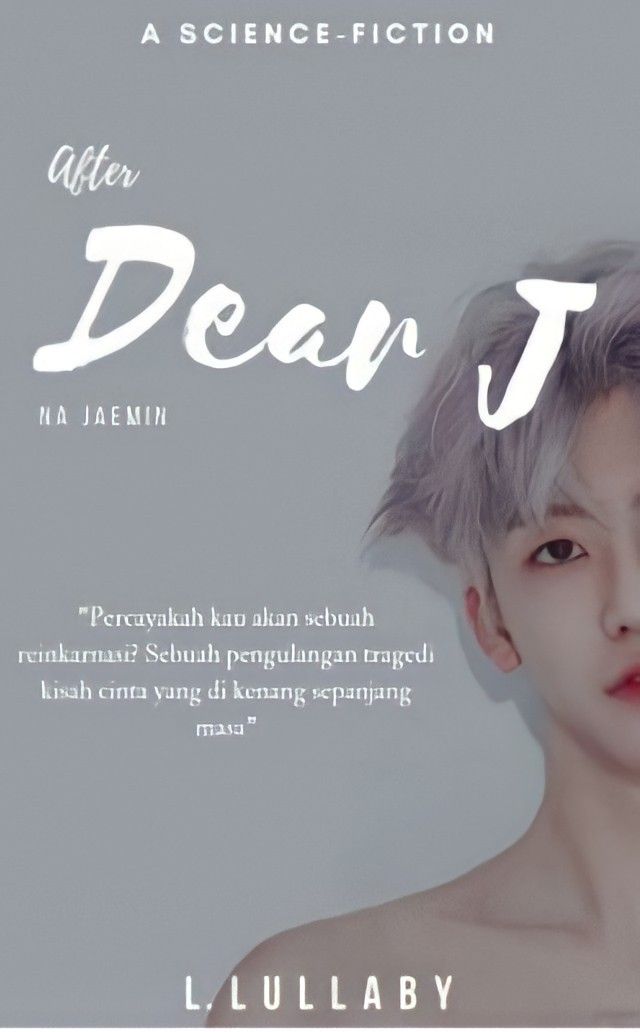 A SCIENCE-FICTION
After
Dear J
NA JAEMIN
"Percayakah kau akan sebuah
reinkarnasi? Sebuah pengulangan tragedi
kisah cinta yang di kenang sepanjang
masa"
L. LULLABY